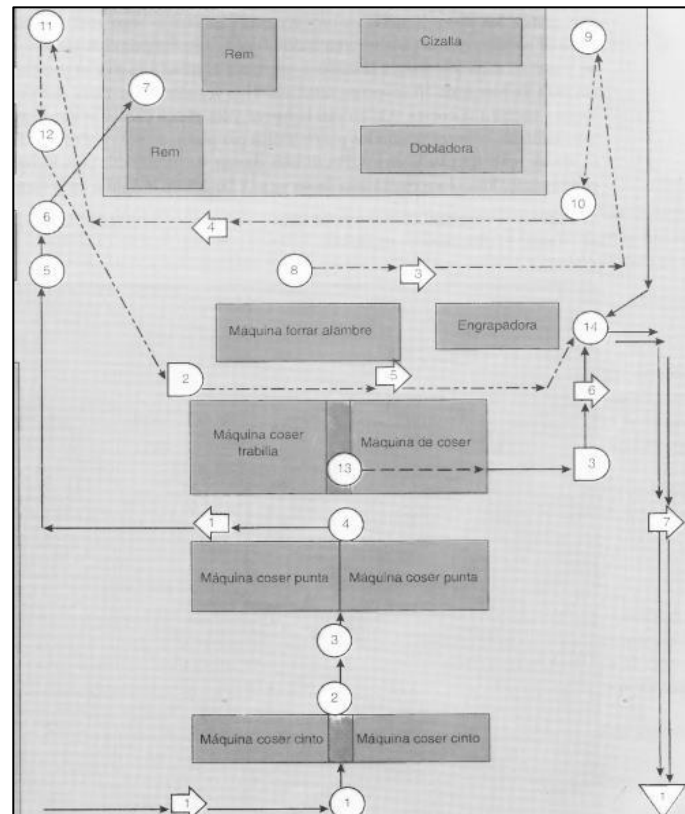 11
9
Rem
Cizalla
7
12
Rem
Dobladora
10
6
4
5
8
3
Máquina forrar alambre
Engrapadora
14
2
5
6
Máquina coser
trabilla
Máquina de coser
13
3
1
4
7
Máquina coser punta
Máquina coser punta
3
2
Máquina coser cinto
Máquina coser cinto
1
1
1